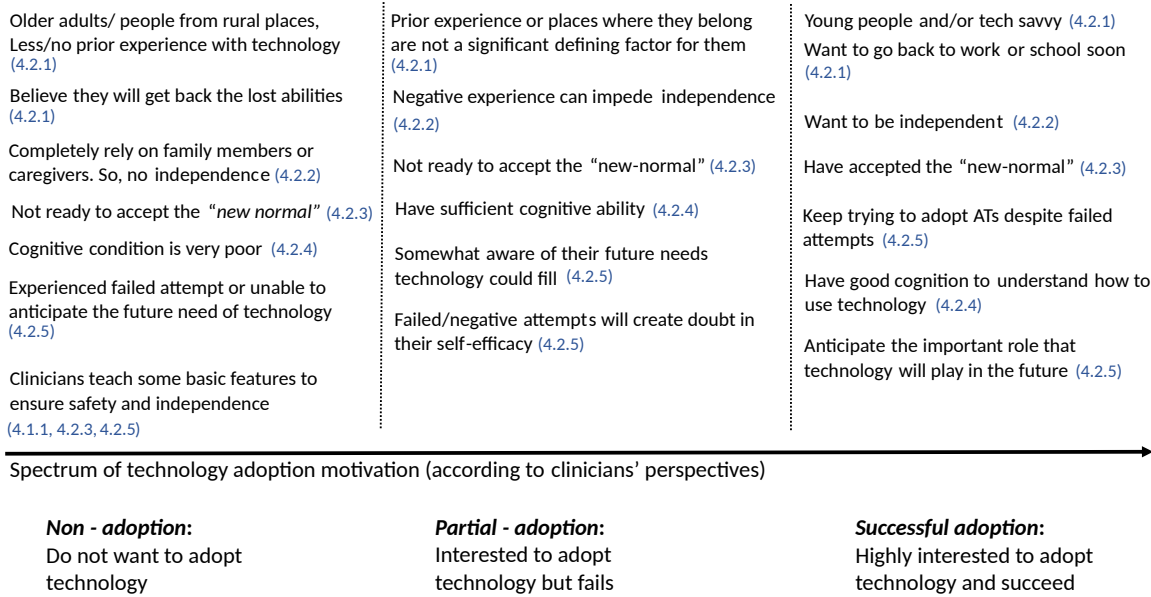 Older adults/ people from rural places,
Less/no prior experience with technology
(4.2.1)
Believe they will get back the lost abilities
(4.2.1)
Completely rely on family members or
caregivers. So, no independence (4.2.2)
Not ready to accept the “new normal” (4.2.3)
Cognitive condition is very poor (4.2.4)
Experienced failed attempt or unable to
anticipate the future need of technology
(4.2.5)
Clinicians teach some basic features to
ensure safety and independence
(4.1.1, 4.2.3, 4.2.5)
Prior experience or places where they belong
are not a significant defining factor for them
(4.2.1)
Negative experience can impede independence
(4.2.2)
Not ready to accept the “new-normal” (4.2.3)
Have sufficient cognitive ability (4.2.4)
Somewhat aware of their future needs
technology could fill (4.2.5)
Failed/negative attempts will create doubt in
their self-efficacy (4.2.5)
Young people and/or tech savvy (4.2.1)
Want to go back to work or school soon
(4.2.1)
Want to be independent (4.2.2)
Have accepted the “new-normal” (4.2.3)
Keep trying to adopt ATs despite failed
attempts (4.2.5)
Have good cognition to understand how to
use technology (4.2.4)
Anticipate the important role that
technology will play in the future (4.2.5)
Spectrum of technology adoption motivation (according to clinicians’ perspectives)
Non - adoption:
Do not want to adopt
technology
Partial - adoption:
Interested to adopt
technology but fails
Successful adoption:
Highly interested to adopt
technology and succeed